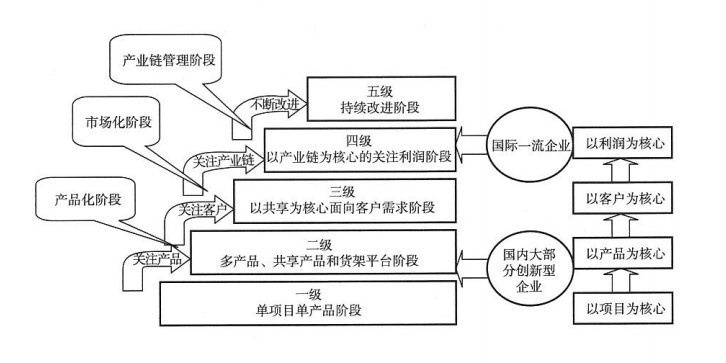 产业链管理阶段
五级
持续改进阶段
不断改进
市场化阶段
四级
以产业链为核心的关注利润阶段
关注产业链
国际一流企业
以利润为核心
产品化阶段
三级
以共享为核心面向客户需求阶段
关注客户
以客户为核心
二级
多产品、共享产品和货架平台阶段
关注产品
国内大部
分创新型
企业
以产品为核心
一级
单项目单产品阶段
以项目为核心